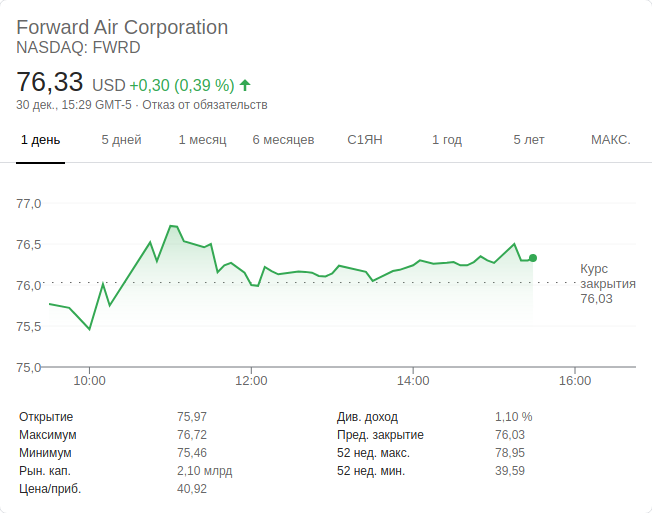 Forward Air Corporation
NASDAQ: FWRD
76,33 USD +0,30 (0,39 %)
30 дек., 15:29 GMT-5 · Отказ от обязательств
1 день 5 дней 1 месяц 6 месяцев С1ЯН 1 год 5 лет МАКС.
77,0
76,5
76,0
75,5
75,0
Курс
закрытия
76,03
10:00 12:00 14:00 16:00
Открытие 75,97 Див. доход 1,10 %
Максимум 76,72 Пред. закрытие 76,03
Минимум 75,46 52 нед. макс. 78,95
Рын. кап. 2,10 млрд 52 нед. мин. 39,59
Цена/приб. 40,92